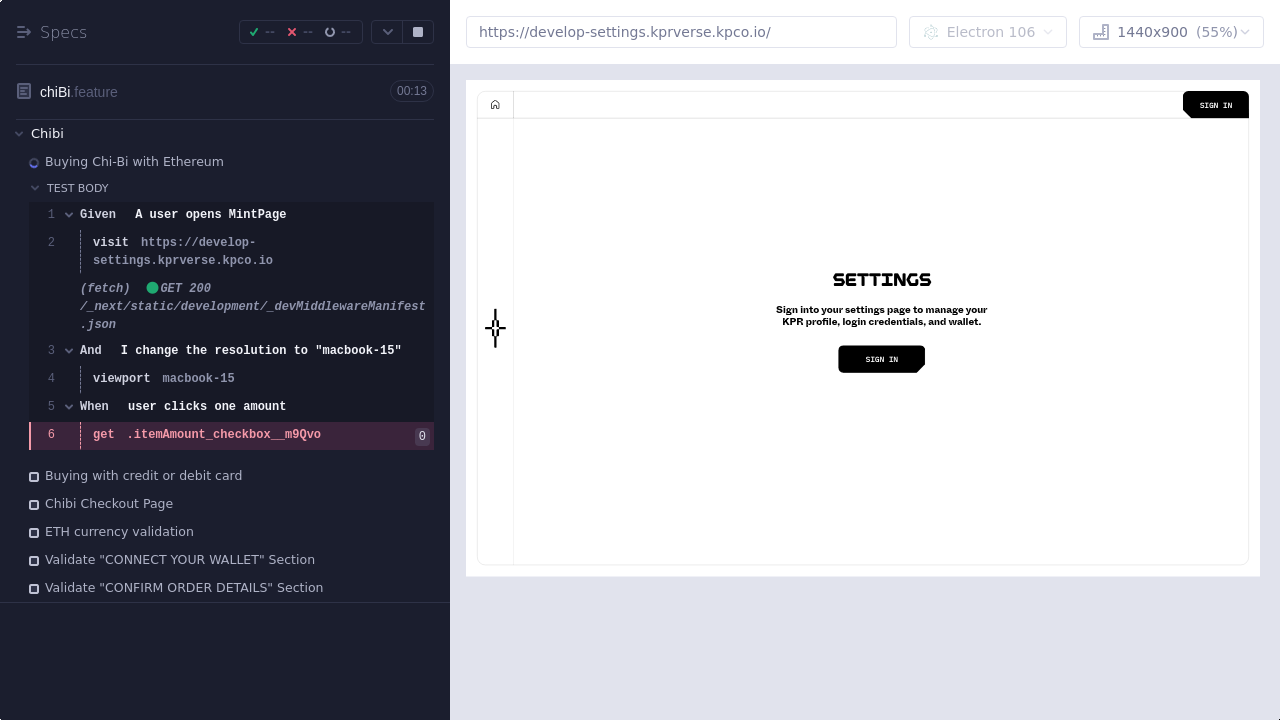 Specs
--
--
--
chiBi.feature
00:13
Chibi
Buying Chi-Bi with Ethereum
TEST BODY
1 Given A user opens MintPage
2 visit https://develop-
settings.kprverse.kpco.io
(fetch) GET 200
/_next/static/development/_devMiddlewareManifest
.json
3 And I change the resolution to "macbook-15"
4 viewport macbook-15
5 When user clicks one amount
6 get .itemAmount_checkbox__m9Qvo 0
Buying with credit or debit card
Chibi Checkout Page
ETH currency validation
Validate "CONNECT YOUR WALLET" Section
Validate "CONFIRM ORDER DETAILS" Section
https://develop-settings.kprverse.kpco.io/
Electron 106
1440x900 (55%)
SIGN IN
SETTINGS
Sign into your settings page to manage your
KPR profile, login credentials, and wallet.
SIGN IN